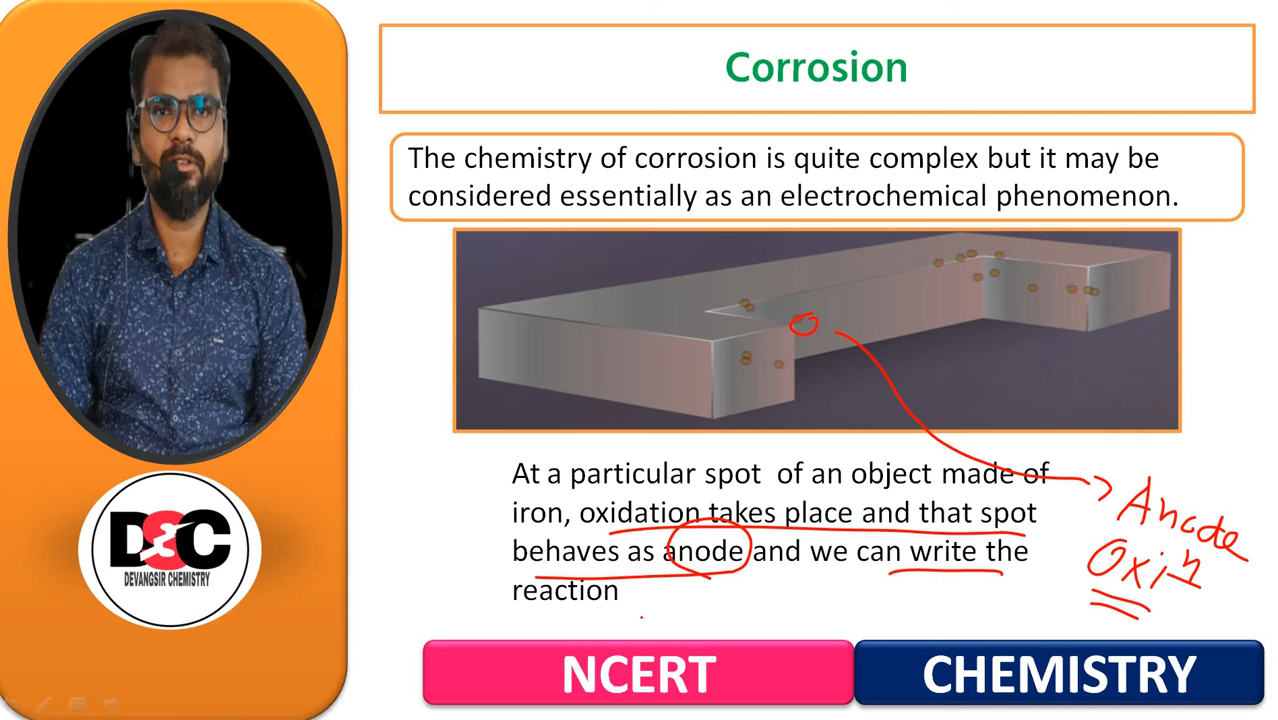 Corrosion
The chemistry of corrosion is quite complex but it may be
considered essentially as an electrochemical phenomenon.
At a particular spot of an object made of
iron, oxidation takes place and that spot
behaves as anode and we can write the
reaction
Anode
Oxi-n
DSC
DEVANGSIR CHEMISTRY
NCERT
CHEMISTRY